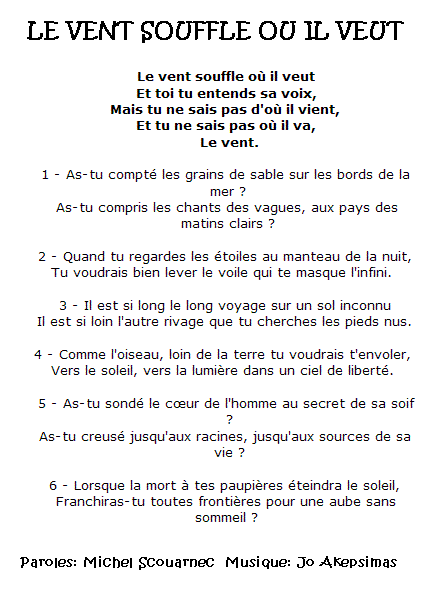 LE VENT SOUFFLE OU IL VEUT
Le vent souffle où il veut
Et toi tu entends sa voix,
Mais tu ne sais pas d'où il vient,
Et tu ne sais pas où il va,
Le vent.
1 - As-tu compté les grains de sable sur les bords de la
mer ?
As-tu compris les chants des vagues, aux pays des
matins clairs ?
2 - Quand tu regardes les étoiles au manteau de la nuit,
Tu voudrais bien lever le voile qui te masque l'infini.
3 - Il est si long le long voyage sur un sol inconnu
Il est si loin l'autre rivage que tu cherches les pieds nus.
4 - Comme l'oiseau, loin de la terre tu voudrais t'envoler,
Vers le soleil, vers la lumière dans un ciel de liberté.
5 - As-tu sondé le cœur de l'homme au secret de sa soif
?
As-tu creusé jusqu'aux racines, jusqu'aux sources de sa
vie ?
6 - Lorsque la mort à tes paupières éteindra le soleil,
Franchiras-tu toutes frontières pour une aube sans
sommeil ?
Paroles: Michel Scouarnec Musique: Jo Akepsimas